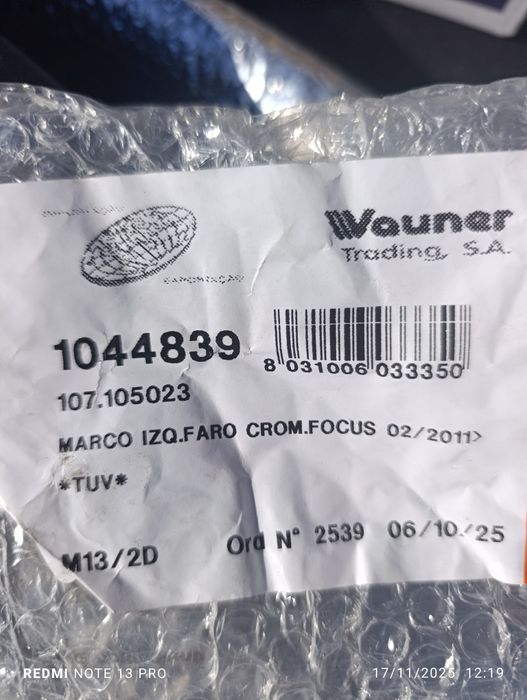 EXPORTAÇÃO
Wauner
Trading, S.A.
1044839
8 031006 033350
107.105023
MARCO IZQ.FARO CROM.FOCUS 02/2011>
*TUV*
M13/2D
Ord N° 2539 06/10/25
REDMI NOTE 13 PRO
17/11/2025 12:19